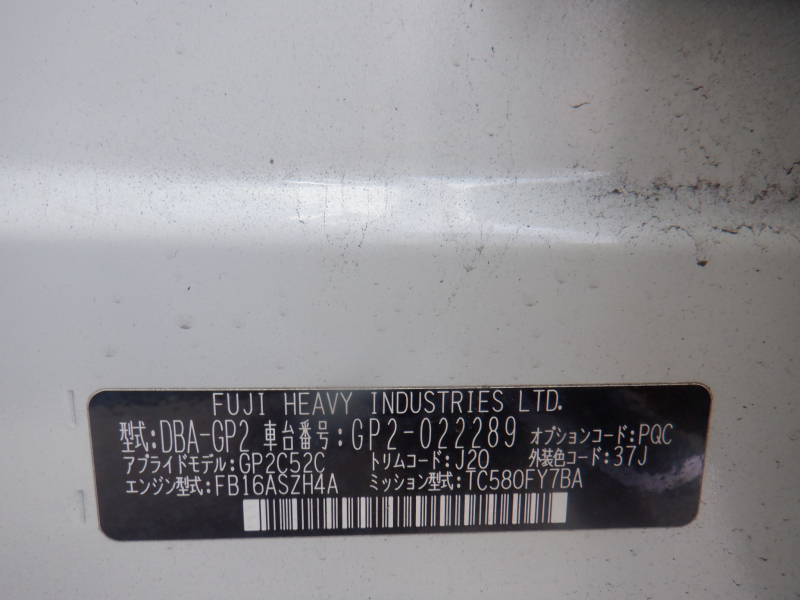 FUJI HEAVY INDUSTRIES LTD.
型式:DBA-GP2 車台番号:GP2-022289 オプションコード:PQC
アプライドモデル:GP2C52C トリムコード:J20 外装色コード:37J
エンジン型式:FB16ASZH4A ミッション型式:TC580FY7BA